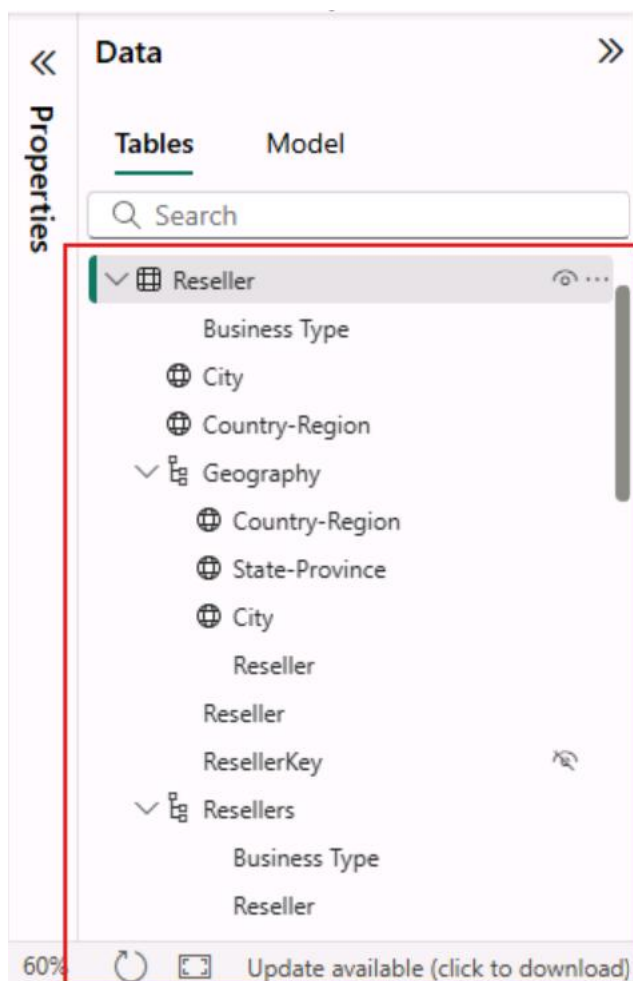 Data
Properties
Tables Model
Search
Reseller
Business Type
City
Country-Region
Geography
Country-Region
State-Province
City
Reseller
Reseller
ResellerKey
Resellers
Business Type
Reseller
60% Update available (click to download)